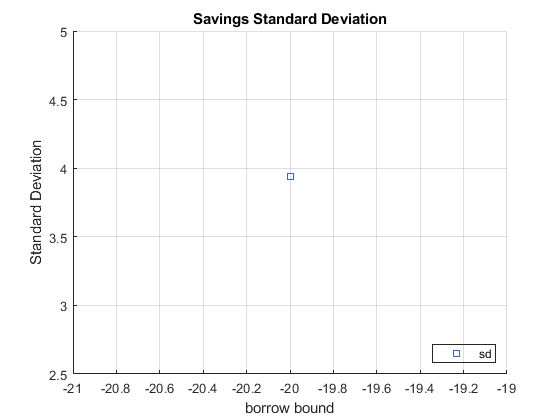 Savings Standard Deviation
5
4.5
4
3.5
3
2.5
Standard Deviation
sd
-21 -20.8 -20.6 -20.4 -20.2 -20 -19.8 -19.6 -19.4 -19.2 -19
borrow bound